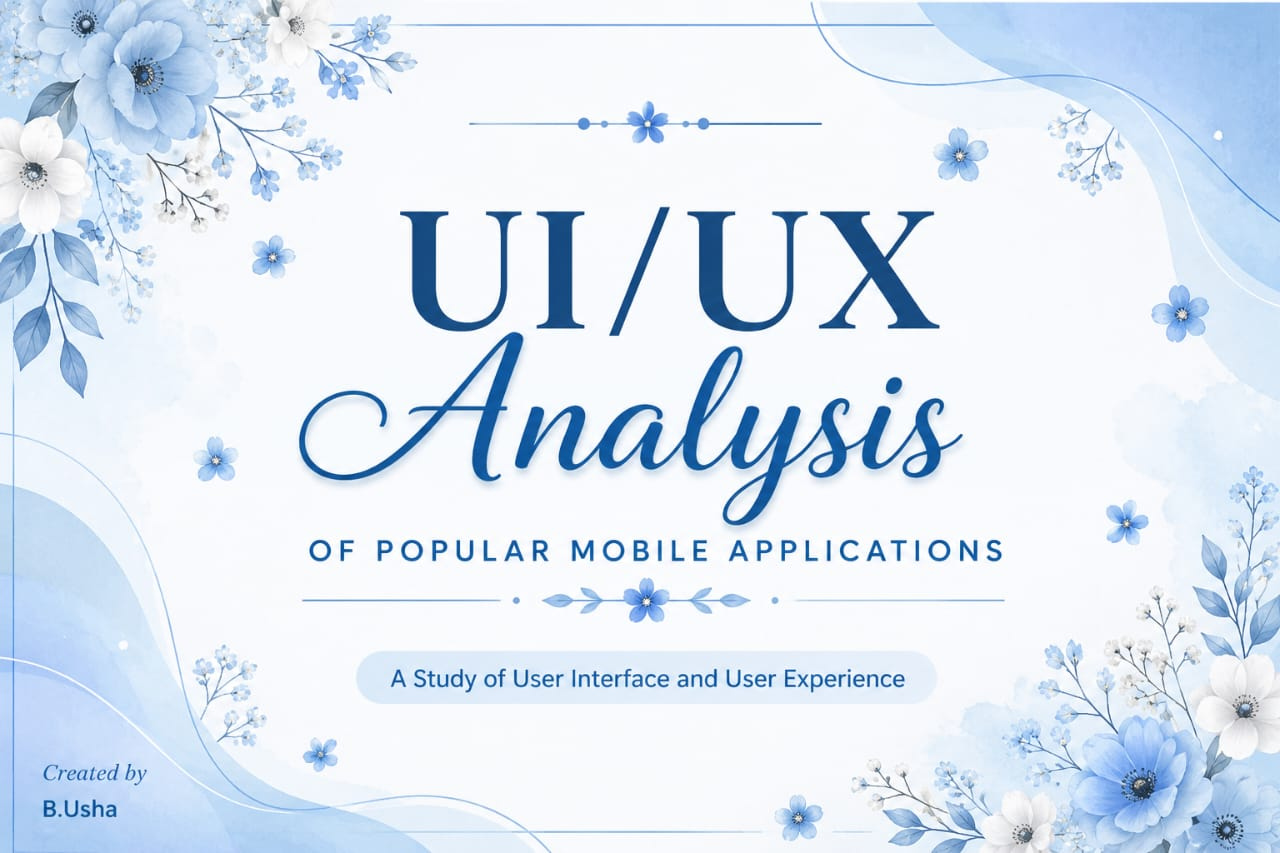 UI/UX
Analysis
OF POPULAR MOBILE APPLICATIONS
A Study of User Interface and User Experience
Created by
B.Usha